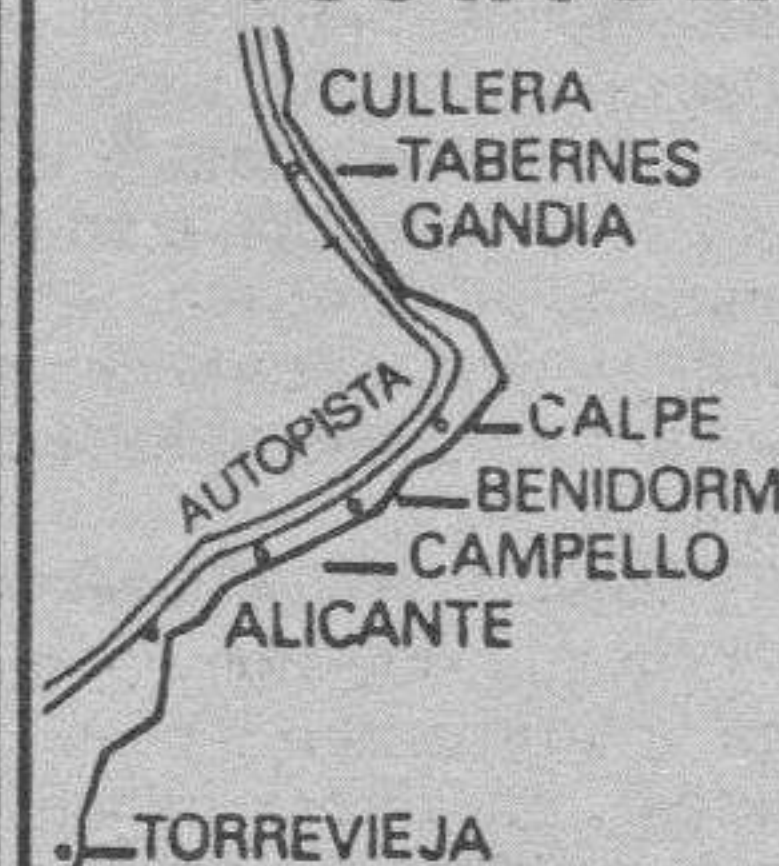 CULLERA
TABERNES
GANDIA
AUTOPISTA
CALPE
BENIDORM
CAMPELLO
ALICANTE
TORREVIEJA